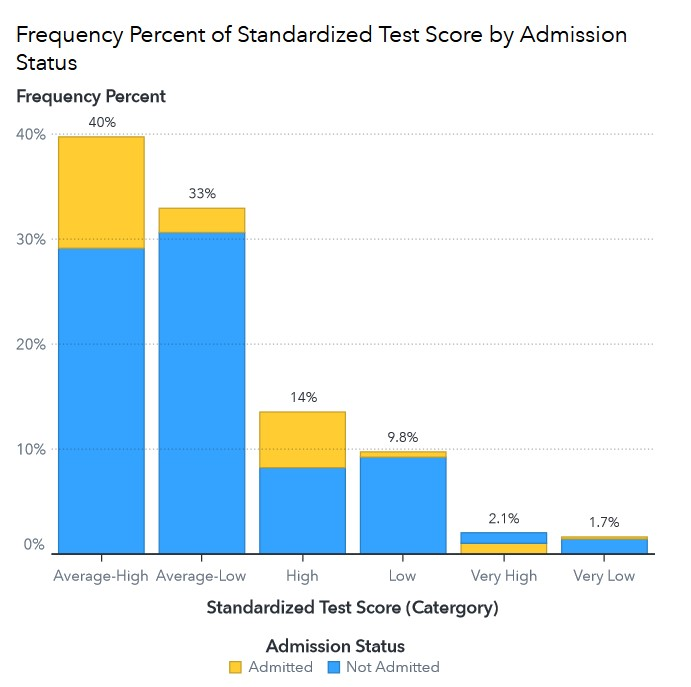 Frequency Percent of Standardized Test Score by Admission
Status
Frequency Percent
40%
40%
33%
30%
20%
14%
10%
9.8%
2.1%
1.7%
0%
Average-High Average-Low High Low Very High Very Low
Standardized Test Score (Catergory)
Admission Status
Admitted Not Admitted